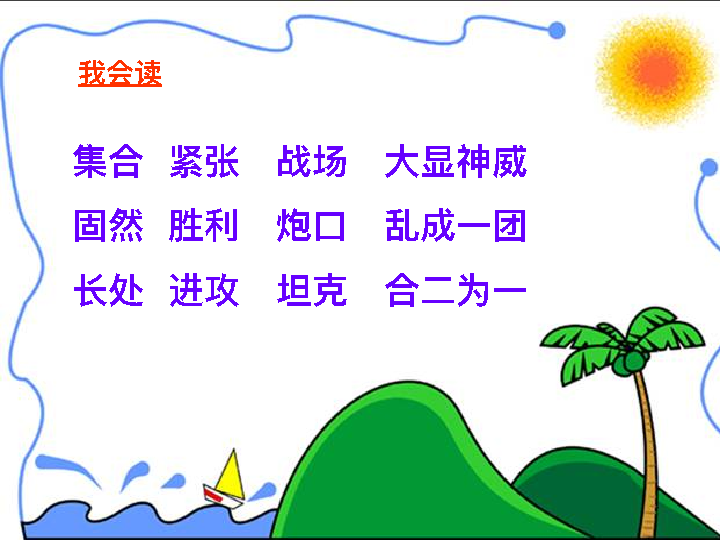 我会读
集合 紧张 战场 大显神威
固然 胜利 炮口 乱成一团
长处 进攻 坦克 合二为一